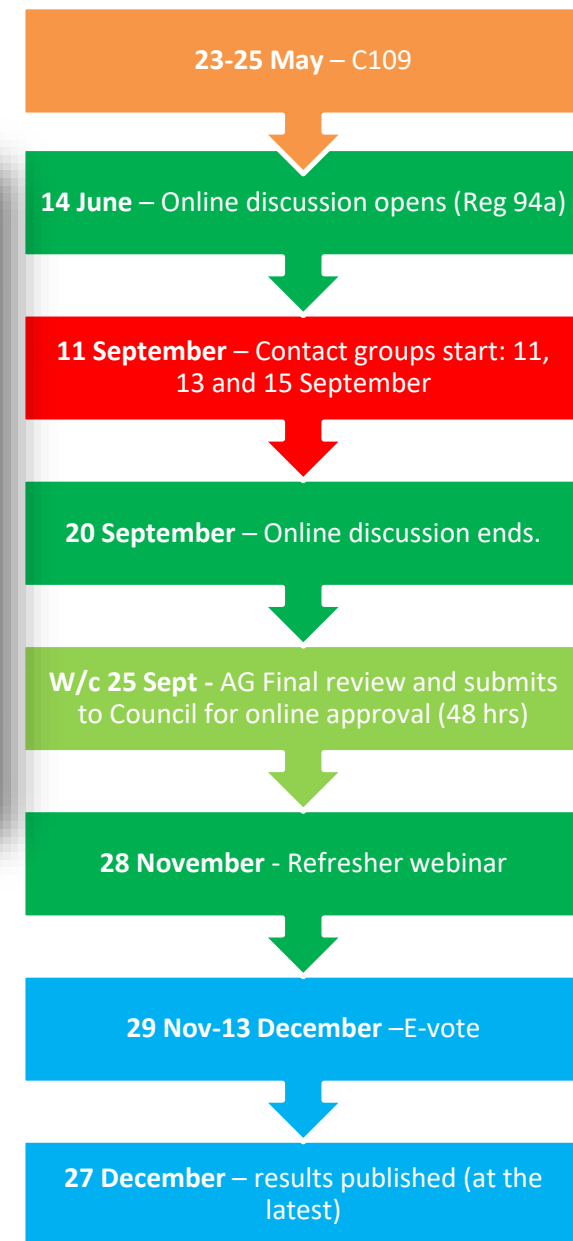 23-25 May – C109
14 June – Online discussion opens (Reg 94a)
11 September – Contact groups start: 11,
13 and 15 September
20 September – Online discussion ends.
W/c 25 Sept - AG Final review and submits
to Council for online approval (48 hrs)
28 November - Refresher webinar
29 Nov-13 December –E-vote
27 December – results published (at the
latest)